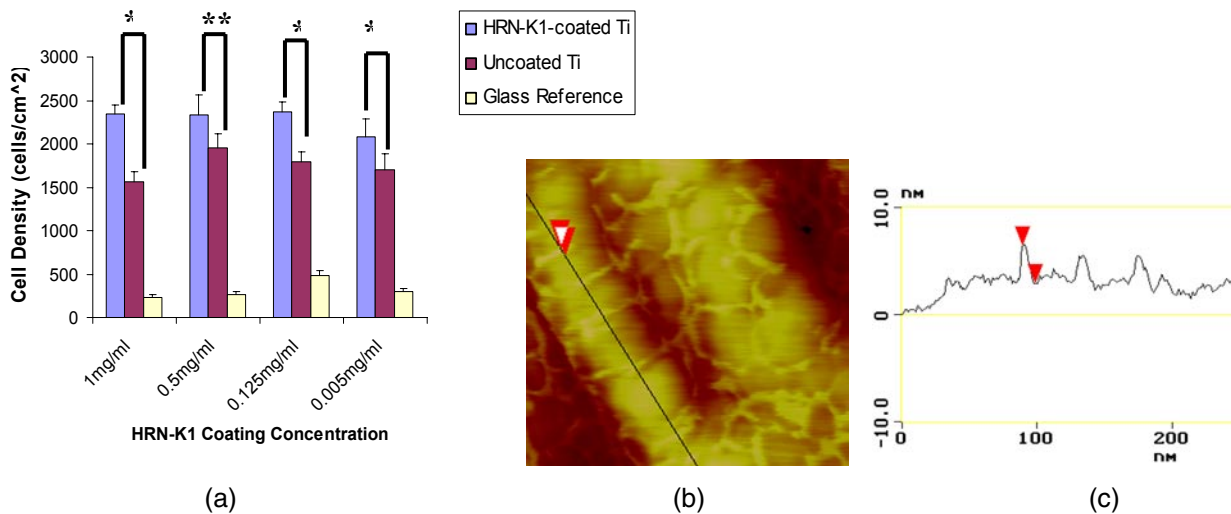 * ** * *
HRN-K1-coated Ti
Uncoated Ti
Glass Reference
Cell Density (cells/cm^2)
3000
2500
2000
1500
1000
500
0
1mg/ml
0.5mg/ml
0.125mg/ml
0.005mg/ml
HRN-K1 Coating Concentration
(a)
(b)
10.0 nM
0
-10.0
0 100 200
nM
(c)